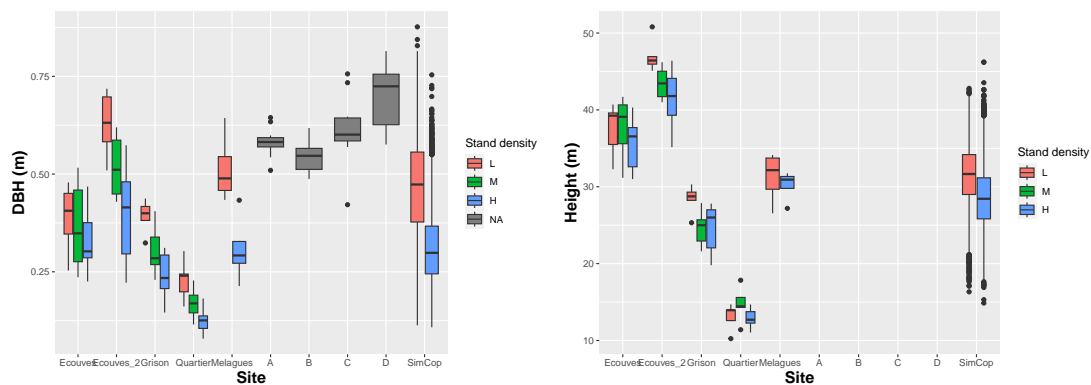 DBH (m)
0.75
0.50
0.25
Ecouves Ecouves_2 Grison Quartier Melagues A B C D SimCop
Site
Stand density
L
M
H
NA
Height (m)
50
40
30
20
10
Ecouves Ecouves_2 Grison Quartier Melagues A B C D SimCop
Site
Stand density
L
M
H